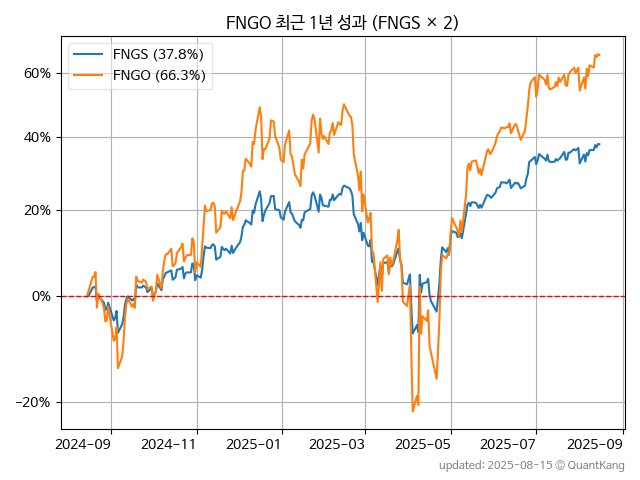 FNGO 최근 1년 성과 (FNGS × 2)
FNGS (37.8%)
FNGO (66.3%)
60%
40%
20%
0%
−20%
2024-09 2024-11 2025-01 2025-03 2025-05 2025-07 2025-09
updated: 2025-08-15 © QuantKang